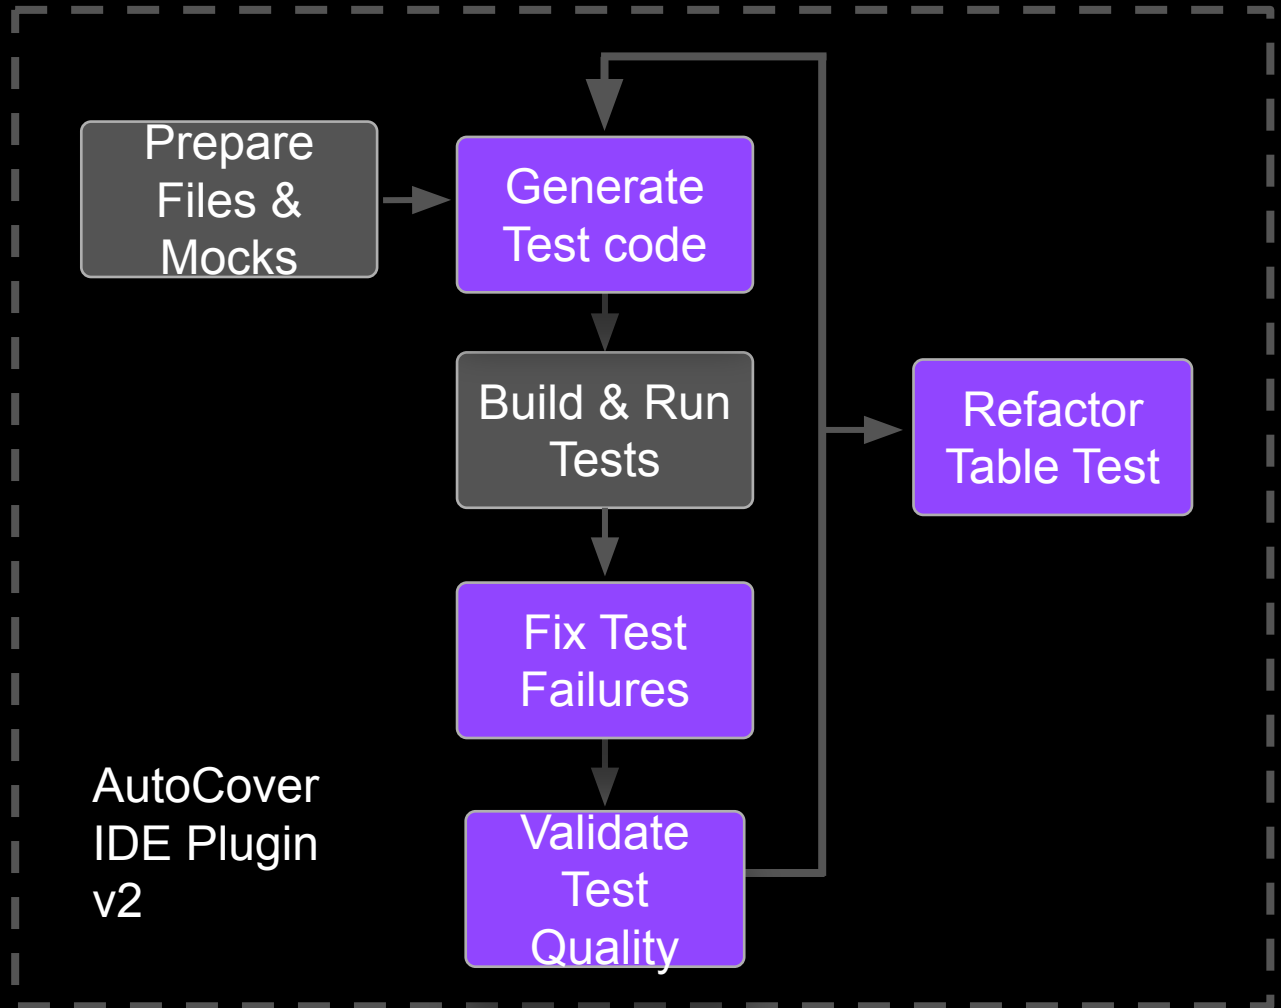 Prepare
Files &
Mocks
Generate
Test code
Build & Run
Tests
Refactor
Table Test
Fix Test
Failures
AutoCover
IDE Plugin
v2
Validate
Test
Quality